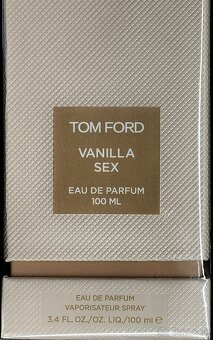 TOM FORD
VANILLA
SEX
EAU DE PARFUM
100 ML
EAU DE PARFUM
VAPORISATEUR SPRAY
3.4 FL. OZ./OZ. LIQ./100 ml ℮